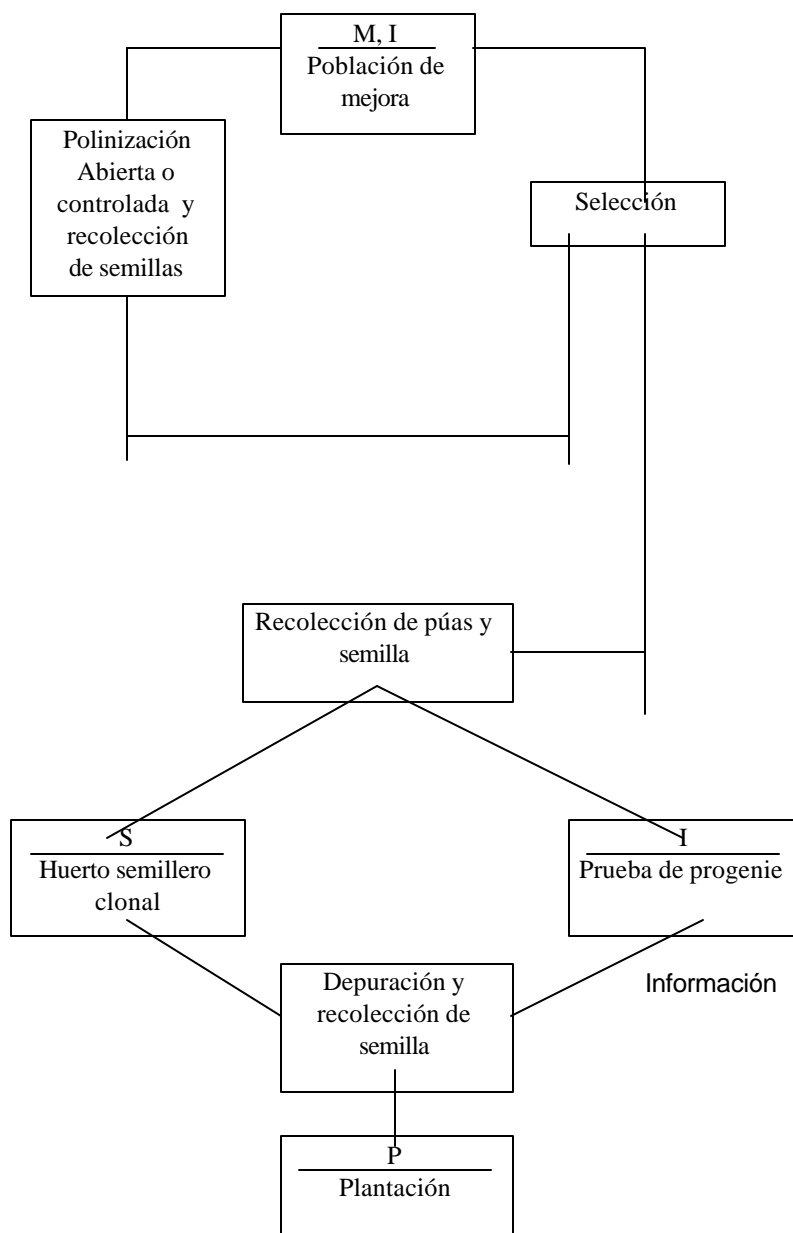 M, I
Población de
mejora
Polinización
Abierta o
controlada y
recolección
de semillas
Selección
Recolección de púas y
semilla
S
Huerto semillero
clonal
I
Prueba de progenie
Depuración y
recolección de
semilla
Información
P
Plantación